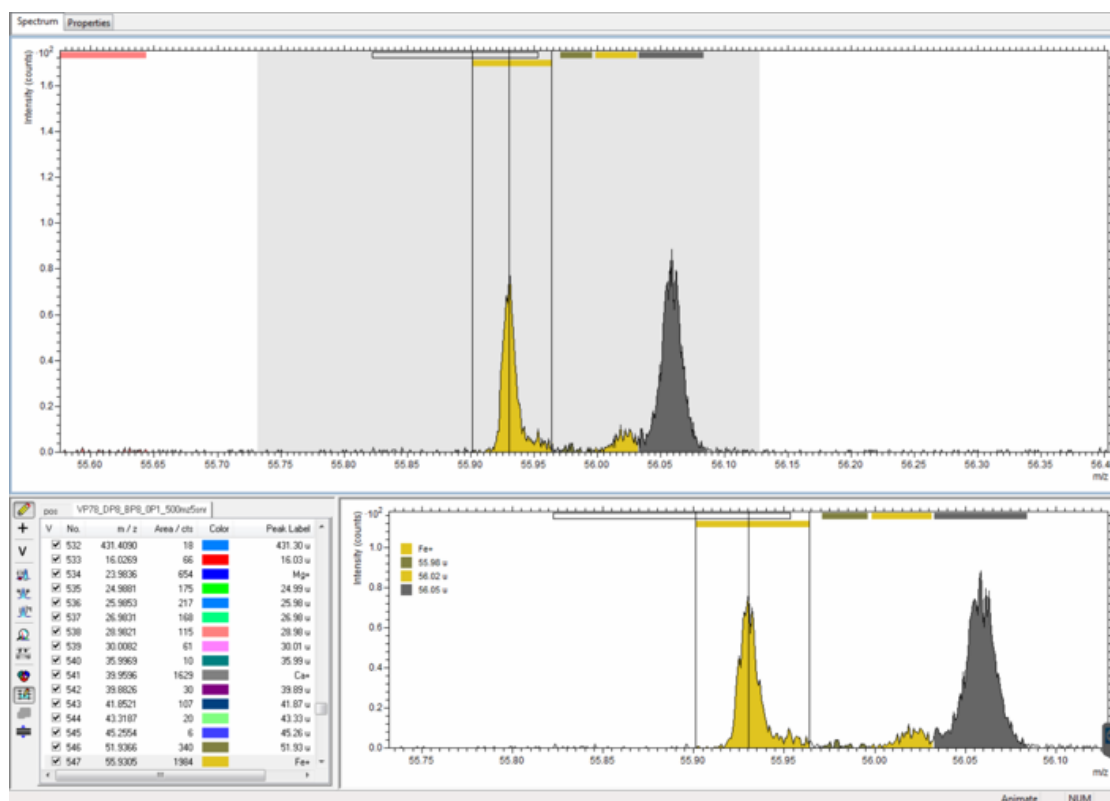 Spectrum Properties
·10²
Intensity (counts)
1.6
1.4
1.2
1.0
0.8
0.6
0.4
0.2
0.0
55.60 55.65 55.70 55.75 55.80 55.85 55.90 55.95 56.00 56.05 56.10 56.15 56.20 56.25 56.30 56.35 56.4
m/z
pos VP78_DP8_BP8_0P1_500mz5snr
V No. m / z Area / cts Color Peak Label
532 431.4090 18 431.30 u
533 16.0269 66 16.03 u
534 23.9836 654 Mg+
535 24.9881 175 24.99 u
536 25.9853 217 25.98 u
537 26.9831 168 26.98 u
538 28.9821 115 28.98 u
539 30.0082 61 30.01 u
540 35.9969 10 35.99 u
541 39.9596 1629 Ca+
542 39.8826 30 39.89 u
543 41.8521 107 41.87 u
544 43.3187 20 43.33 u
545 45.2554 6 45.26 u
546 51.9366 340 51.93 u
547 55.9305 1984 Fe+
·10²
Intensity (counts)
1.0
0.8
0.6
0.4
0.2
0.0
Fe+
55.98 u
56.02 u
56.05 u
55.75 55.80 55.85 55.90 55.95 56.00 56.05 56.10
m/z
Animate NUM